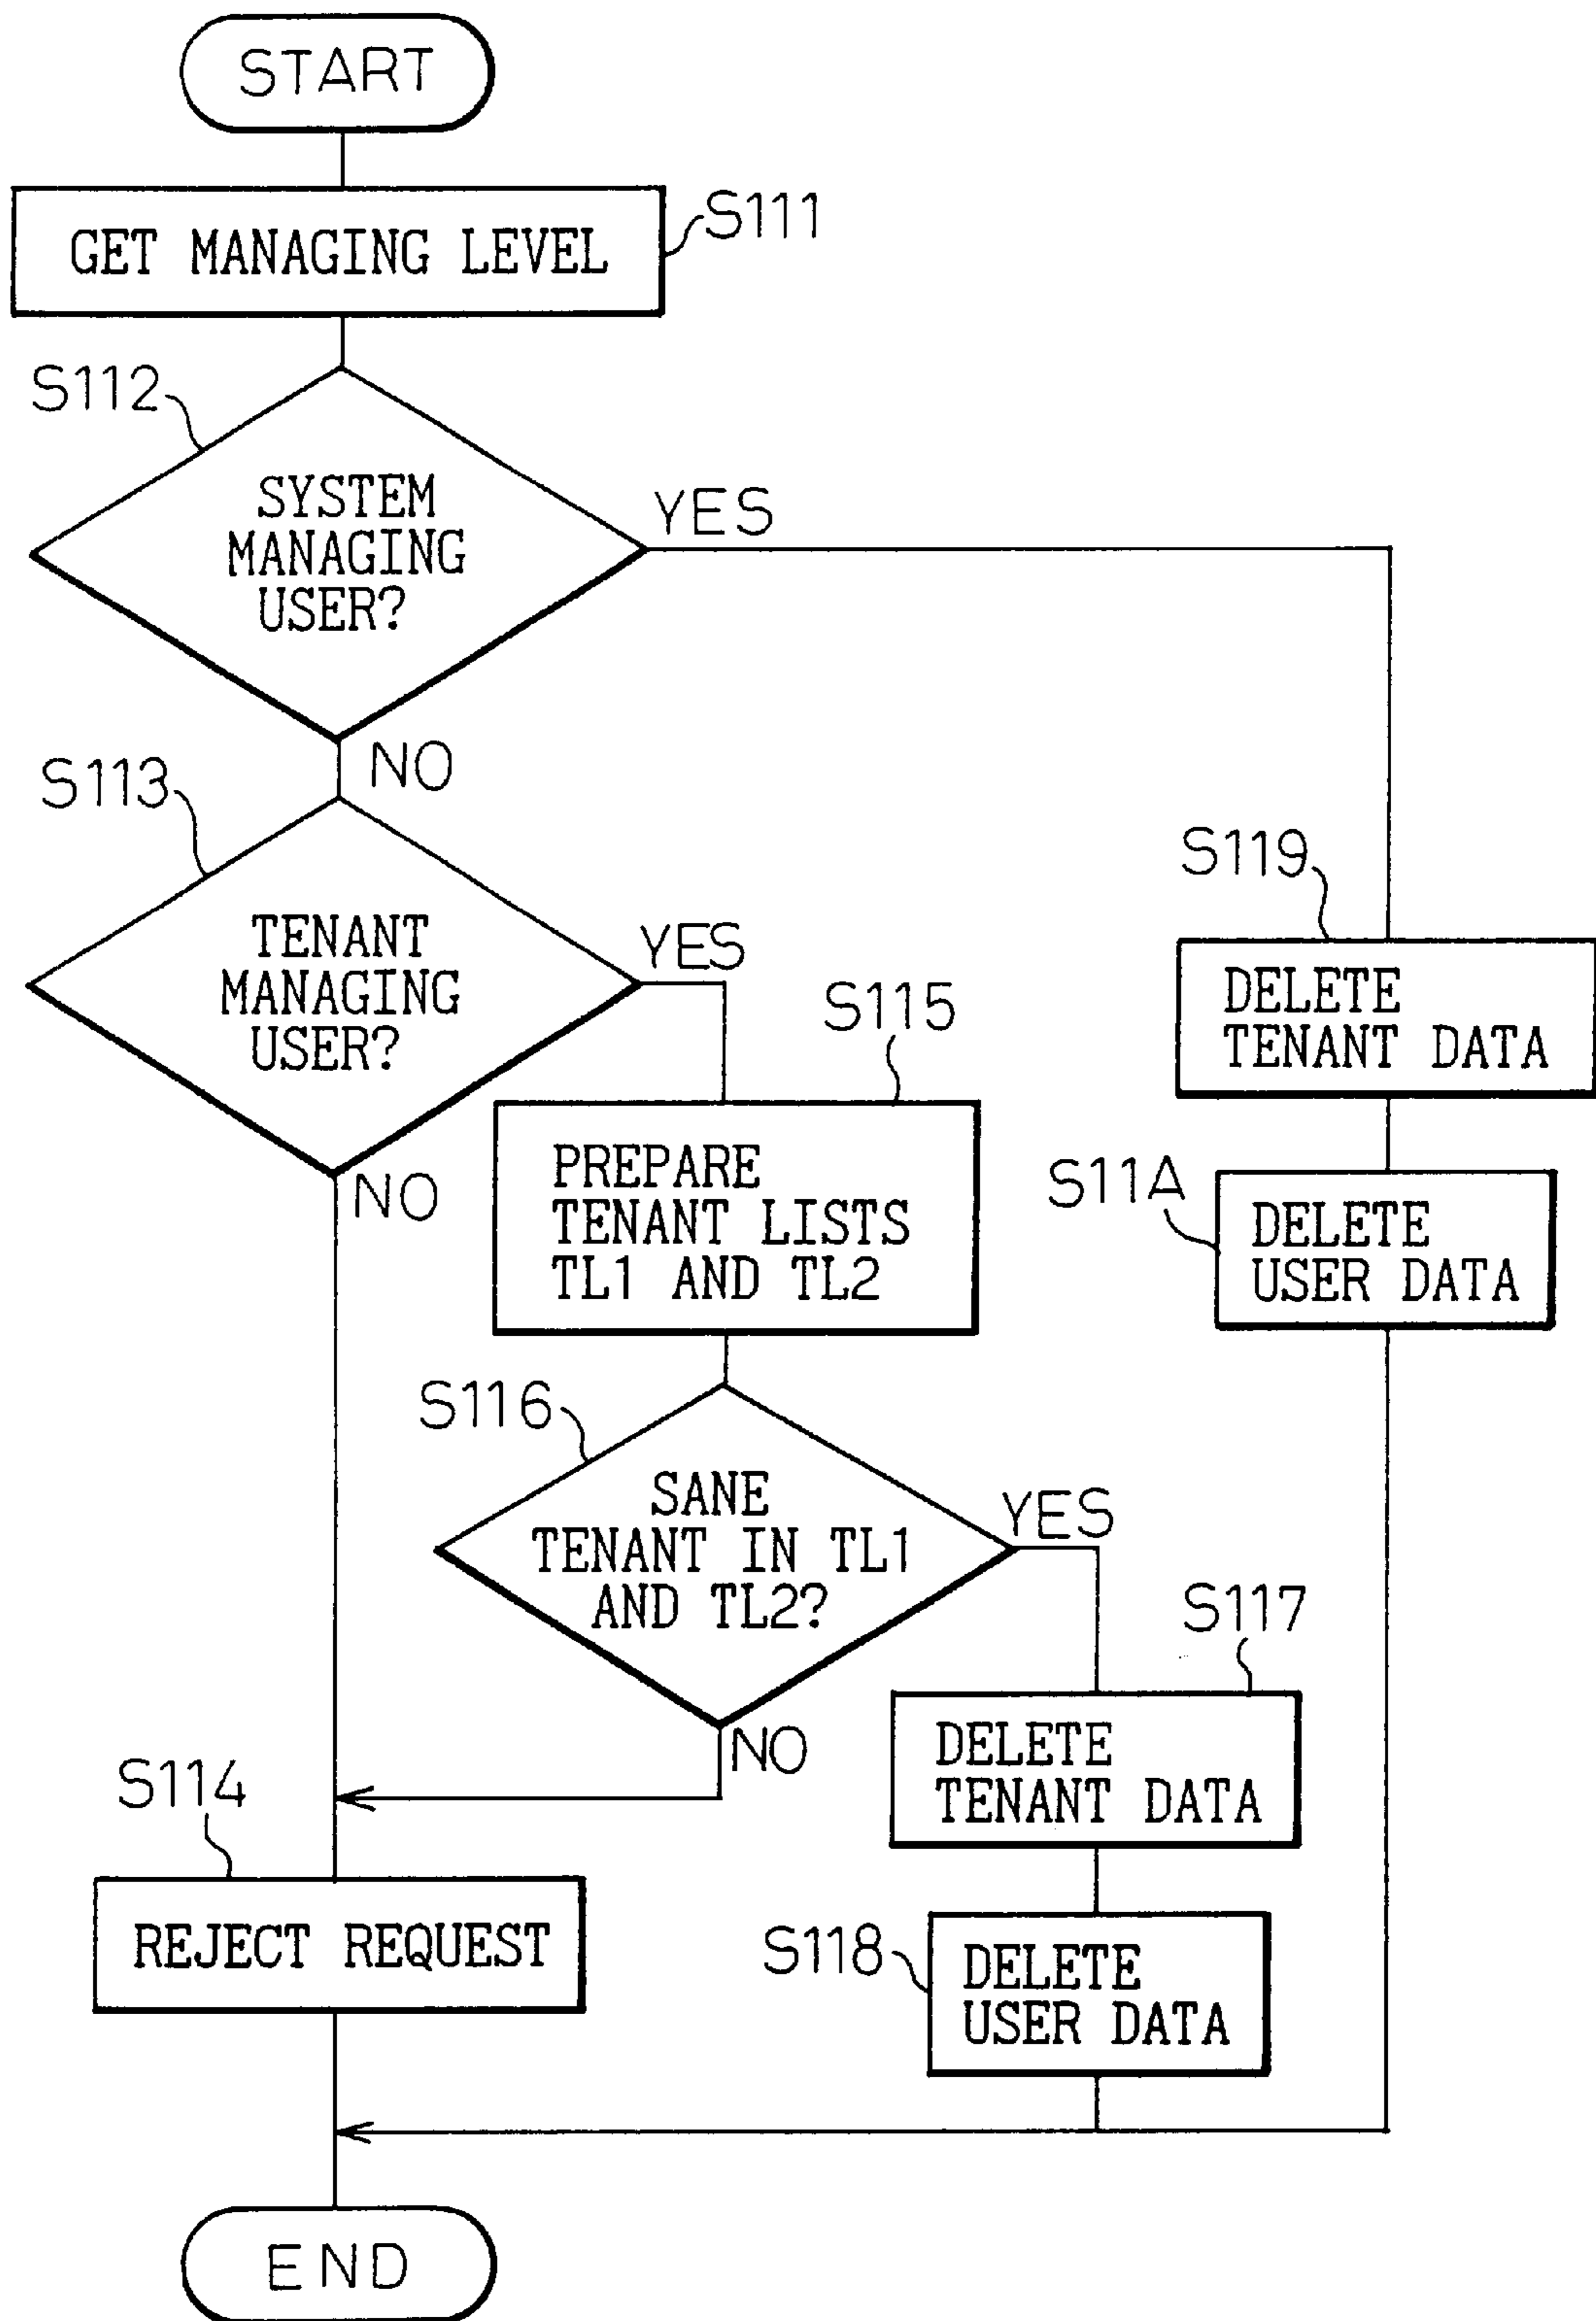 START
GET MANAGING LEVEL
S111
S112
SYSTEM
MANAGING
USER?
YES
NO
S113
TENANT
MANAGING
USER?
YES
NO
S115
PREPARE
TENANT LISTS
TL1 AND TL2
S119
DELETE
TENANT DATA
S11A
DELETE
USER DATA
S116
SANE
TENANT IN TL1
AND TL2?
YES
NO
S117
DELETE
TENANT DATA
S118
DELETE
USER DATA
S114
REJECT REQUEST
END